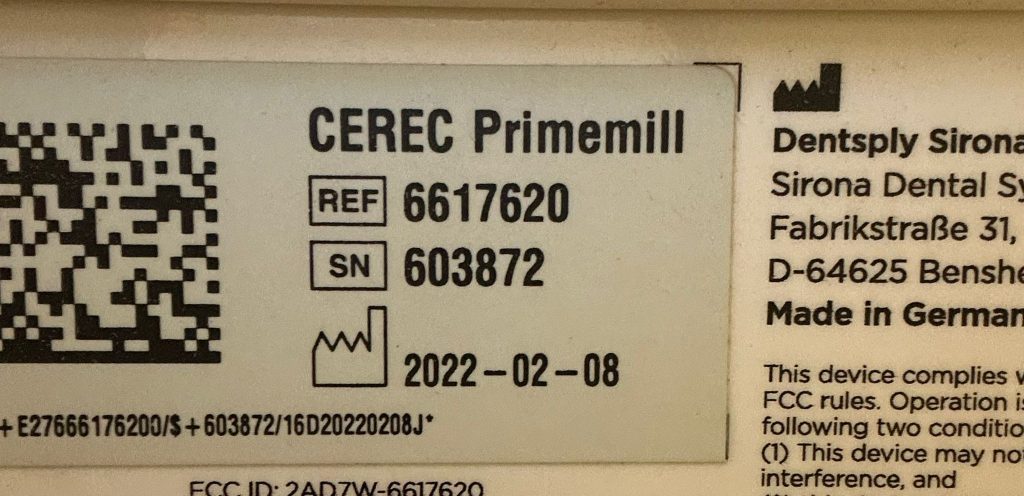 CEREC Primemill
REF 6617620
SN 603872
2022-02-08
+E27666176200/$+603872/16D20220208J*
FCC ID: 2AD7W-6617620
Dentsply Sirona
Sirona Dental Sy
Fabrikstraße 31,
D-64625 Benshe
Made in German
This device complies w
FCC rules. Operation is
following two conditio
(1) This device may no
interference, and